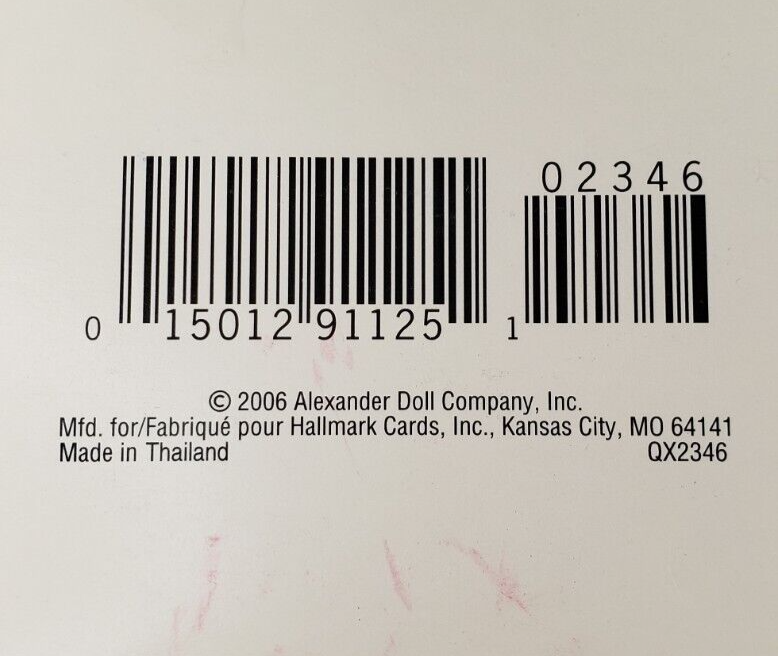 02346
0 15012 91125 1
© 2006 Alexander Doll Company, Inc.
Mfd. for/Fabriqué pour Hallmark Cards, Inc., Kansas City, MO 64141
Made in Thailand QX2346